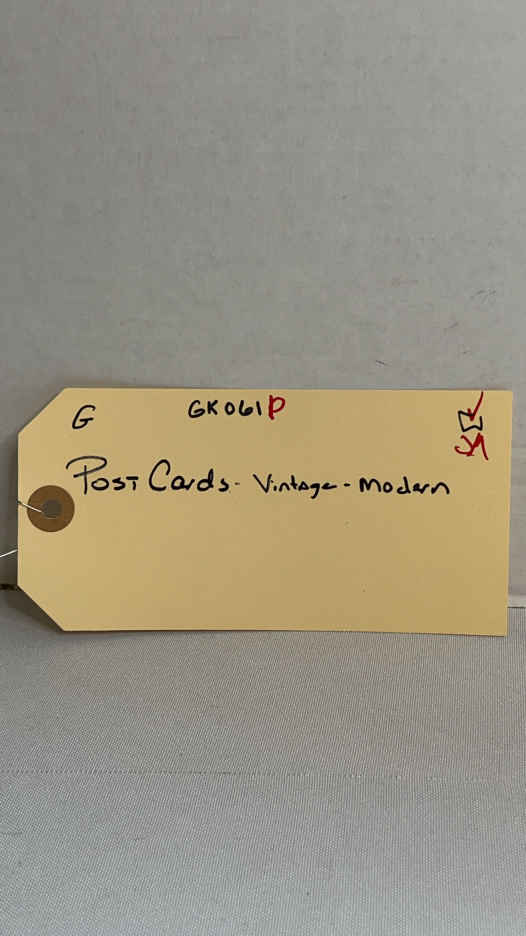 G GK061P
Post Cards - Vintage - Modern